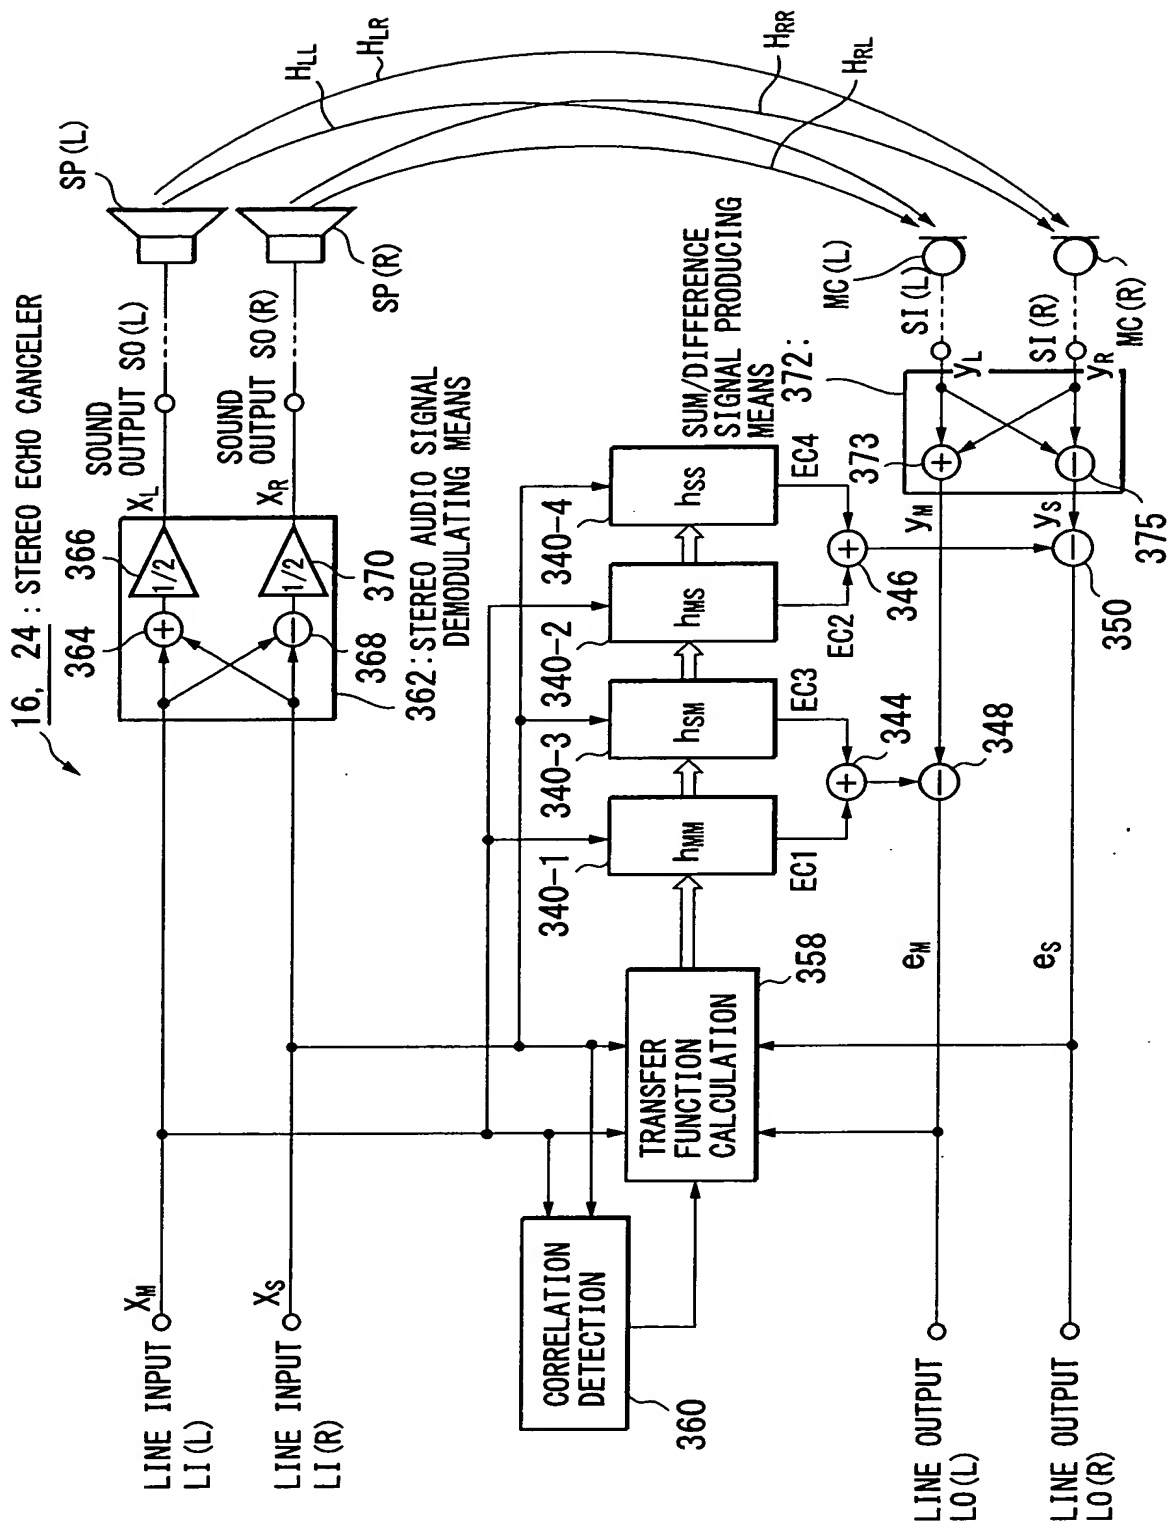 16, 24 : STEREO ECHO CANCELER
LINE INPUT
LI(L)
XM
LINE INPUT
LI(R)
XS
364
366
1/2
XL
SOUND
OUTPUT SO(L)
SP(L)
368
370
1/2
XR
SOUND
OUTPUT SO(R)
SP(R)
362:STEREO AUDIO SIGNAL
DEMODULATING MEANS
HLL
HLR
HRR
HRL
CORRELATION
DETECTION
360
TRANSFER
FUNCTION
CALCULATION
358
340-1
hMM
340-3
hSM
340-2
hMS
340-4
hSS
EC1
EC3
EC2
EC4
344
346
348
350
372:
SUM/DIFFERENCE
SIGNAL PRODUCING
MEANS
373
375
yM
yS
yL
yR
SI(L)
SI(R)
MC(L)
MC(R)
eM
eS
LINE OUTPUT
LO(L)
LINE OUTPUT
LO(R)